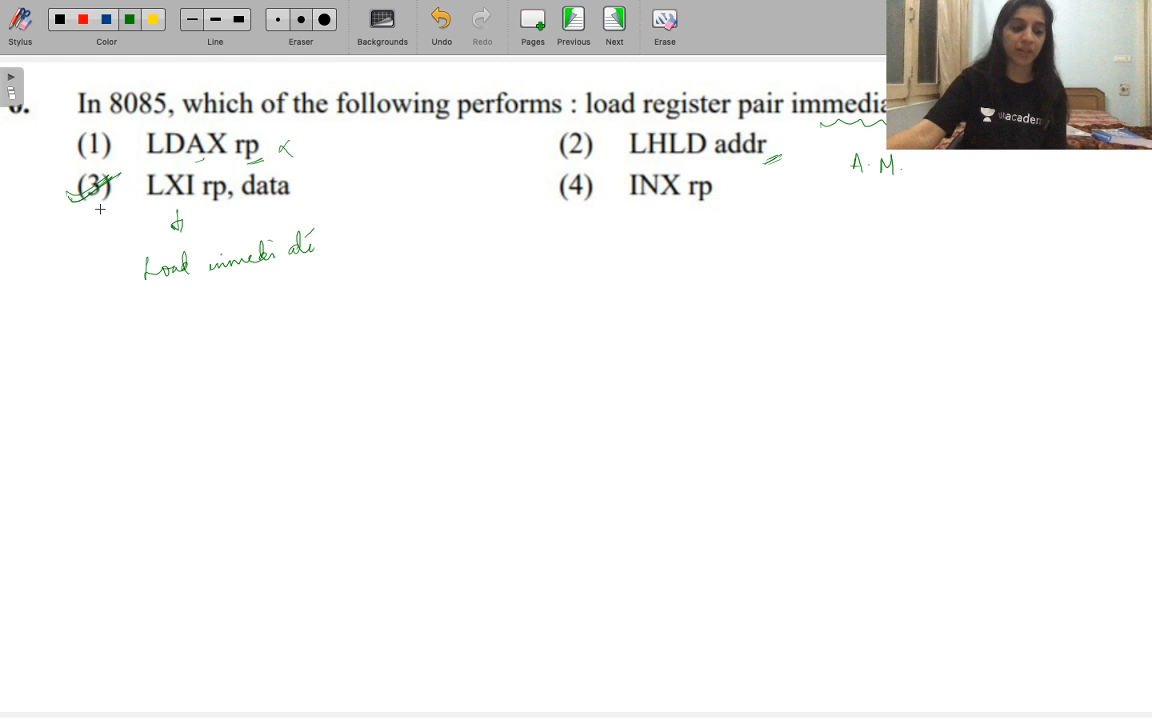 Stylus Color Line Eraser Backgrounds Undo Redo Pages Previous Next Erase
In 8085, which of the following performs : load register pair immedia
(1) LDAX rp (2) LHLD addr
A. M.
(3) LXI rp, data (4) INX rp
Load